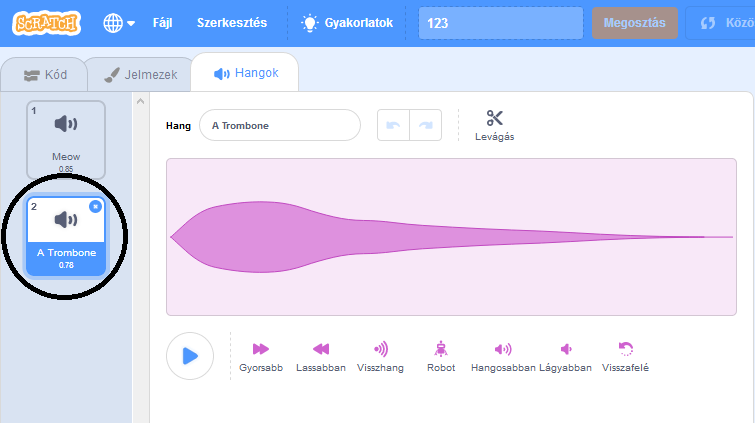 SCRATCH Fájl Szerkesztés Gyakorlatok 123 Megosztás Közö
Kód Jelmezek Hangok
1
Meow
0.85
2
A Trombone
0.78
Hang A Trombone Levágás
Gyorsabb Lassabban Visszhang Robot Hangosabban Lágyabban Visszafelé